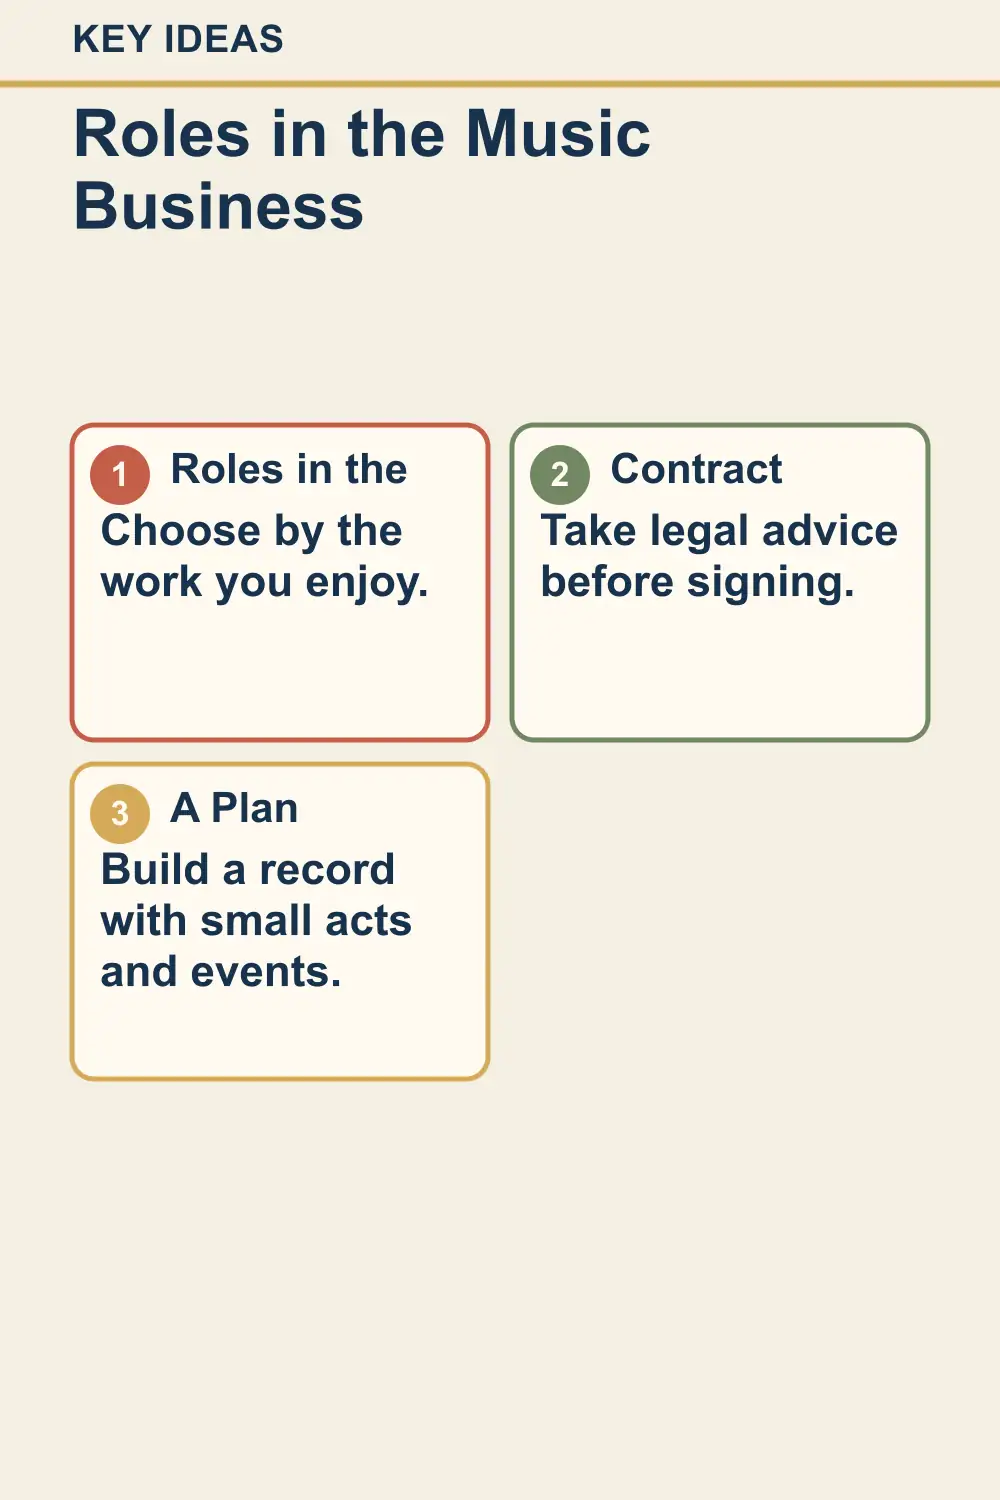 KEY IDEAS
Roles in the Music
Business
1 Roles in the
Choose by the
work you enjoy.
2 Contract
Take legal advice
before signing.
3 A Plan
Build a record
with small acts
and events.